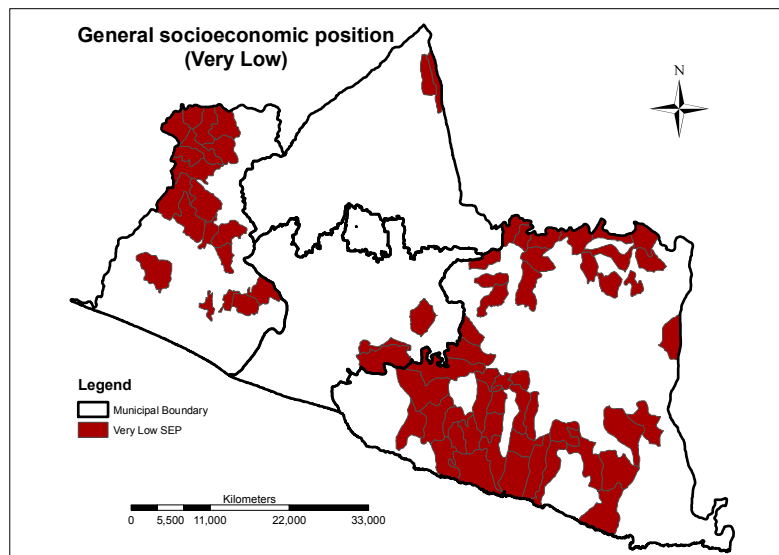 General socioeconomic position
(Very Low)
N
Legend
Municipal Boundary
Very Low SEP
Kilometers
0 5,500 11,000 22,000 33,000